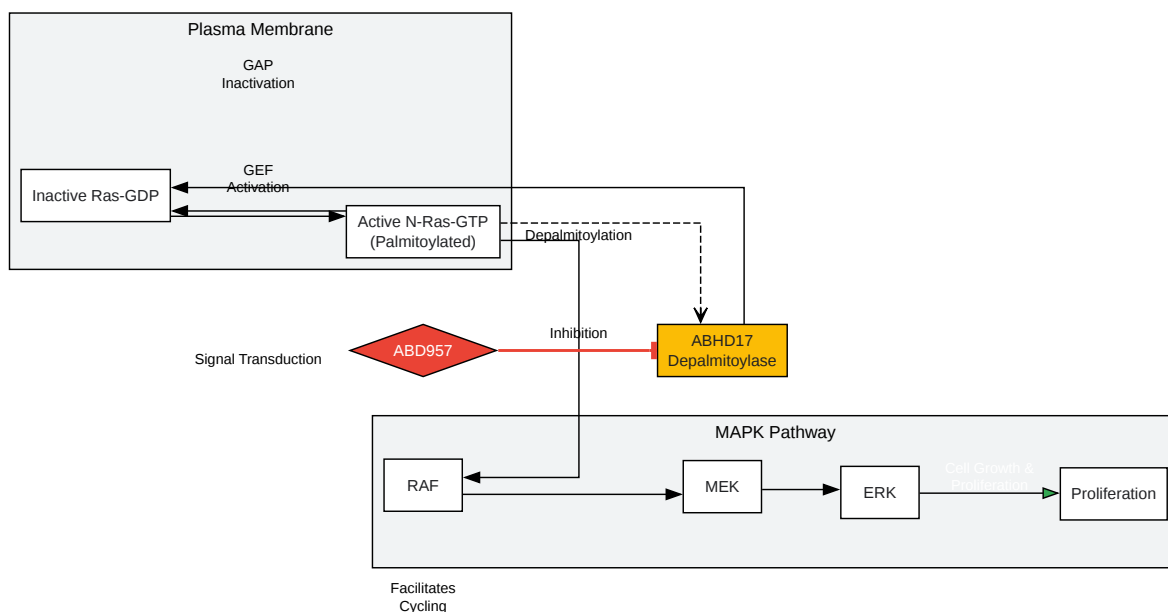 Plasma Membrane
GAP
Inactivation
GEF
Activation
Inactive Ras-GDP
Active N-Ras-GTP
(Palmitoylated)
Depalmitoylation
Inhibition
ABHD17
Depalmitoylase
ABD957
Signal Transduction
MAPK Pathway
RAF
MEK
ERK
Cell Growth &
Proliferation
Proliferation
Facilitates
Cycling